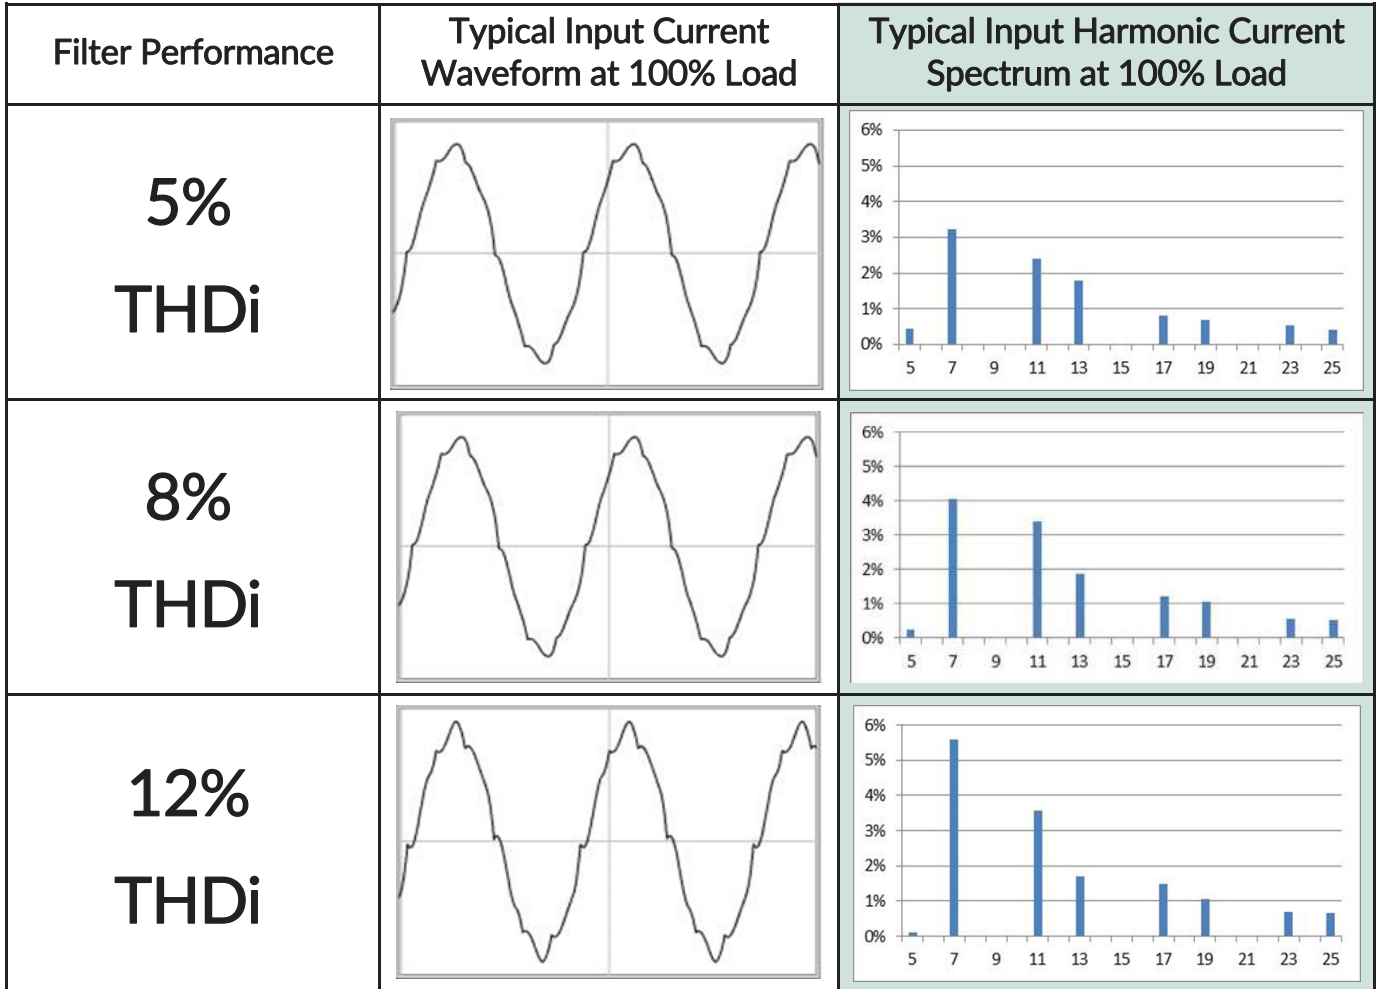 Filter Performance
Typical Input Current
Waveform at 100% Load
Typical Input Harmonic Current
Spectrum at 100% Load
5%
THDi
6%
5%
4%
3%
2%
1%
0%
5 7 9 11 13 15 17 19 21 23 25
8%
THDi
6%
5%
4%
3%
2%
1%
0%
5 7 9 11 13 15 17 19 21 23 25
12%
THDi
6%
5%
4%
3%
2%
1%
0%
5 7 9 11 13 15 17 19 21 23 25